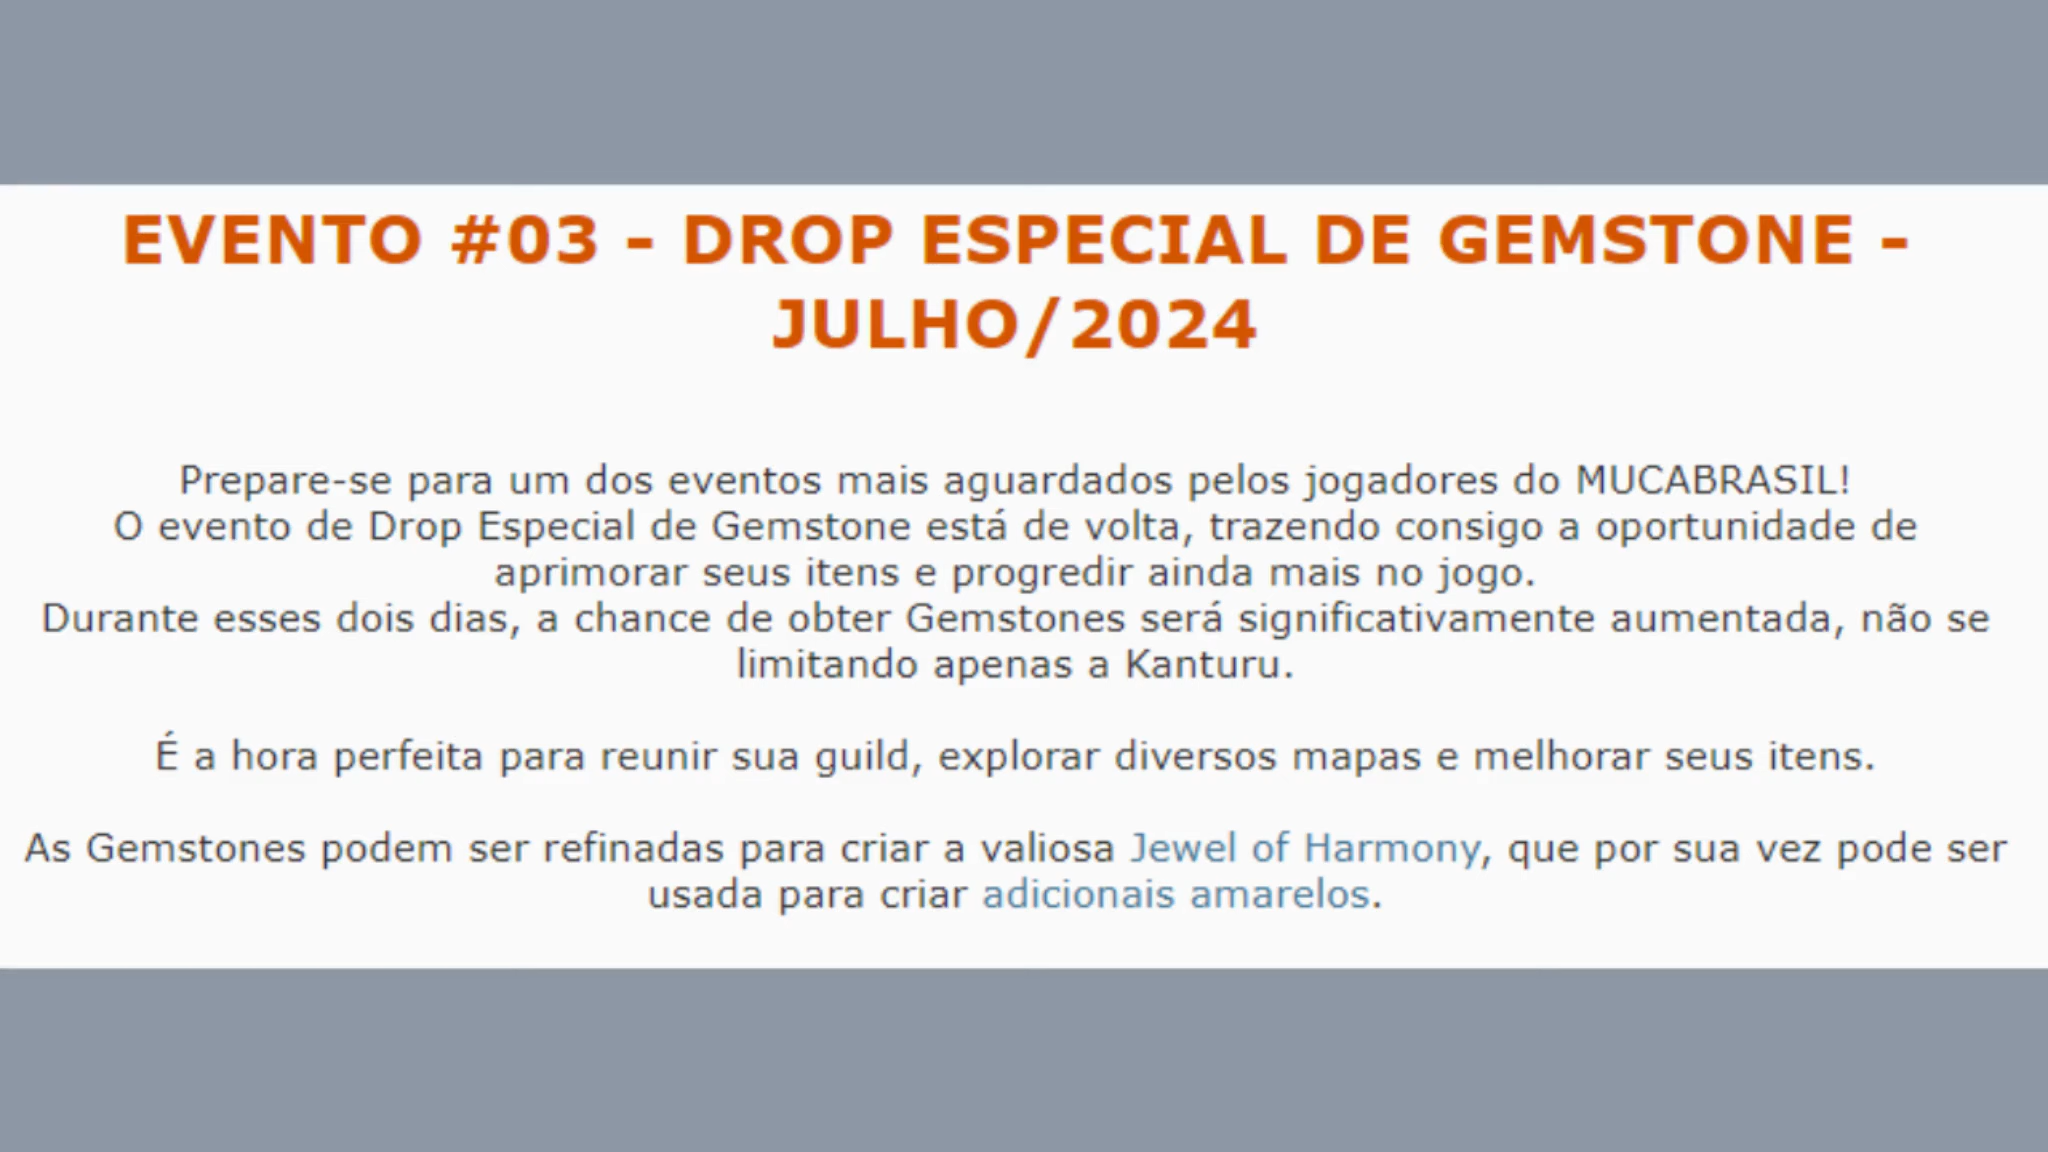 EVENTO #03 - DROP ESPECIAL DE GEMSTONE -
JULHO/2024
Prepare-se para um dos eventos mais aguardados pelos jogadores do MUCABRASIL!
O evento de Drop Especial de Gemstone está de volta, trazendo consigo a oportunidade de
aprimorar seus itens e progredir ainda mais no jogo.
Durante esses dois dias, a chance de obter Gemstones será significativamente aumentada, não se
limitando apenas a Kanturu.
É a hora perfeita para reunir sua guild, explorar diversos mapas e melhorar seus itens.
As Gemstones podem ser refinadas para criar a valiosa Jewel of Harmony, que por sua vez pode ser
usada para criar adicionais amarelos.